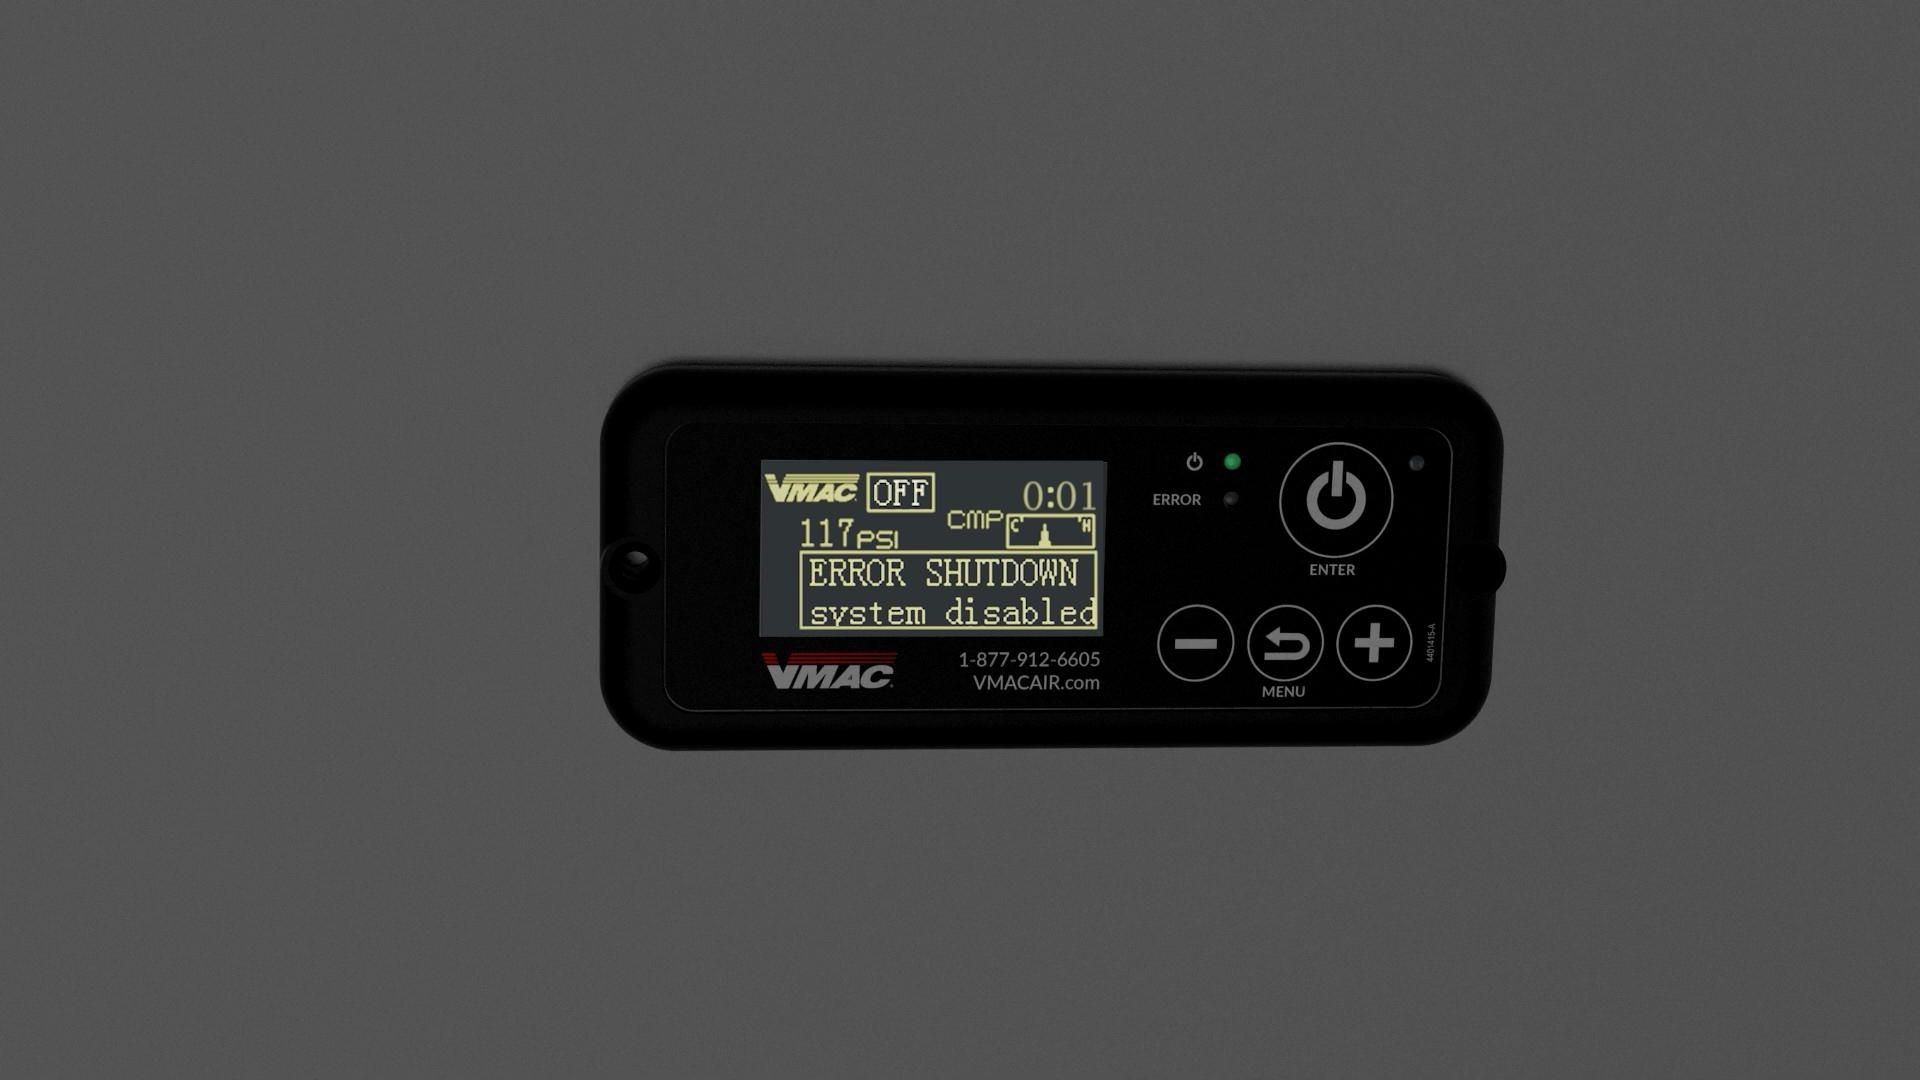 VMAC OFF 0:01
117PSI CMP C H
ERROR SHUTDOWN
system disabled
VMAC
1-877-912-6605
VMACAIR.com
ERROR
ENTER
MENU
4401415-A